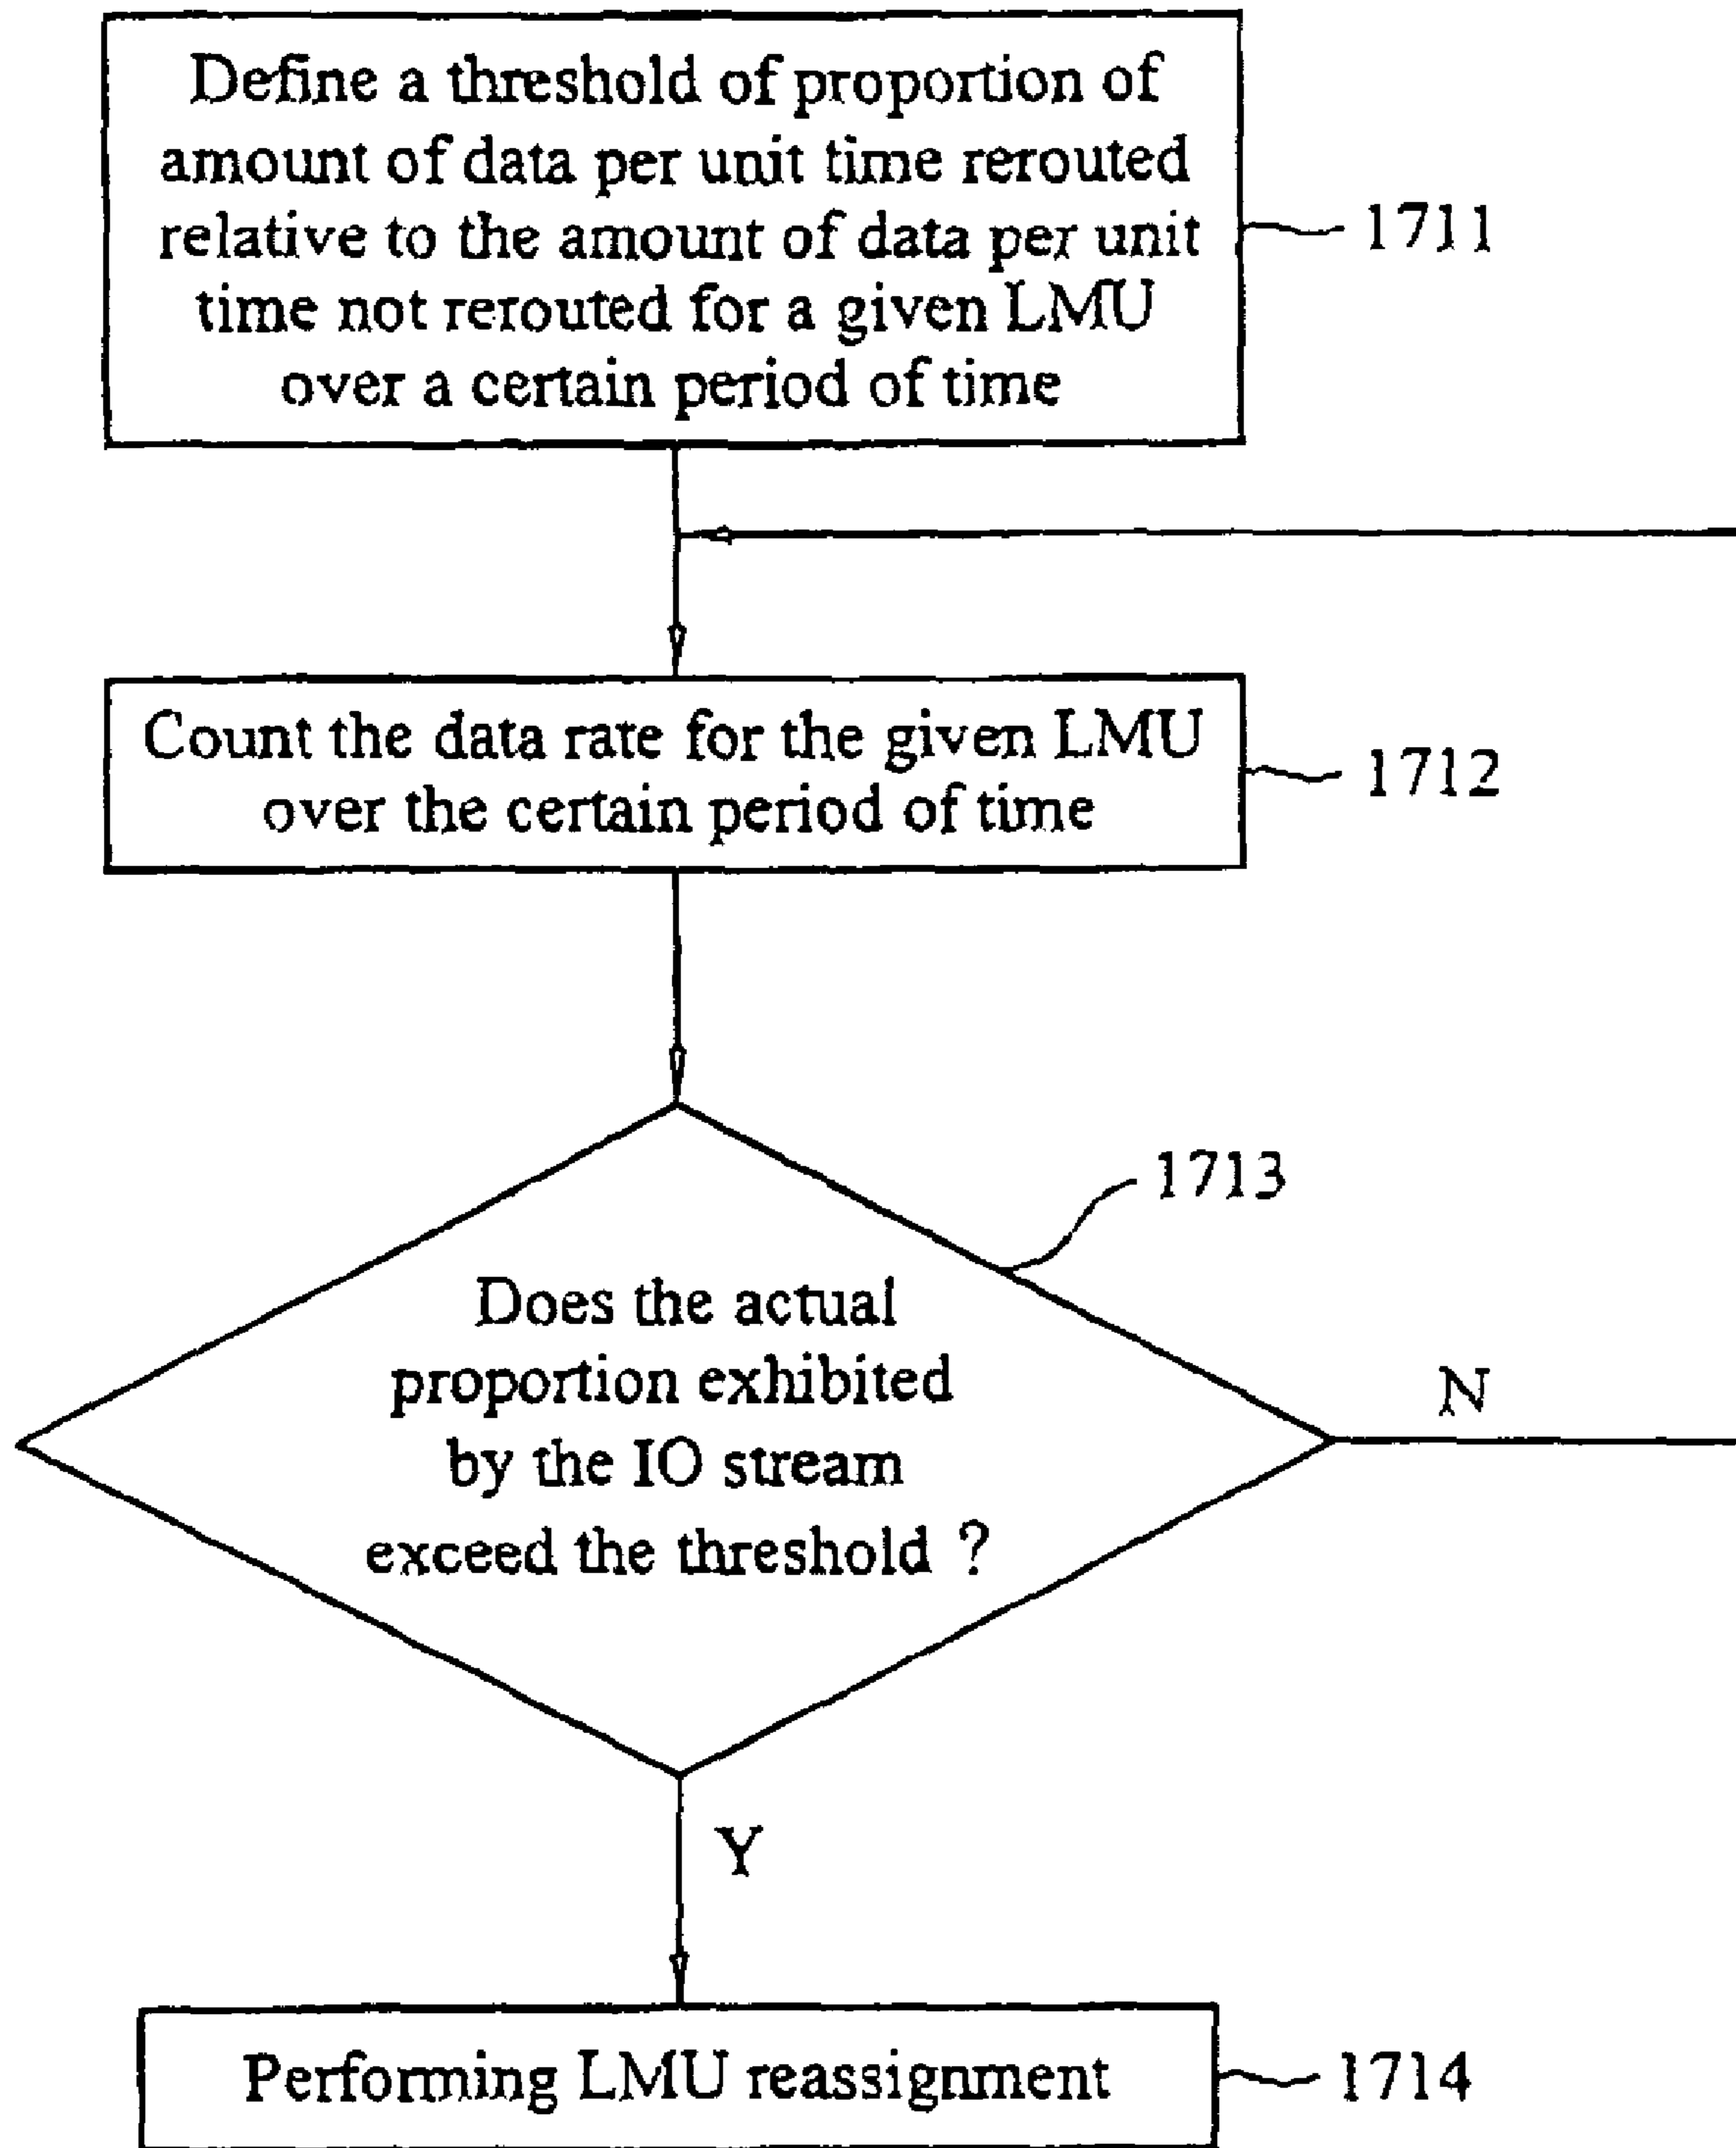 Define a threshold of proportion of
amount of data per unit time rerouted
relative to the amount of data per unit
time not rerouted for a given LMU
over a certain period of time
1711
Count the data rate for the given LMU
over the certain period of time
1712
1713
Does the actual
proportion exhibited
by the IO stream
exceed the threshold ?
N
Y
Performing LMU reassignment
1714